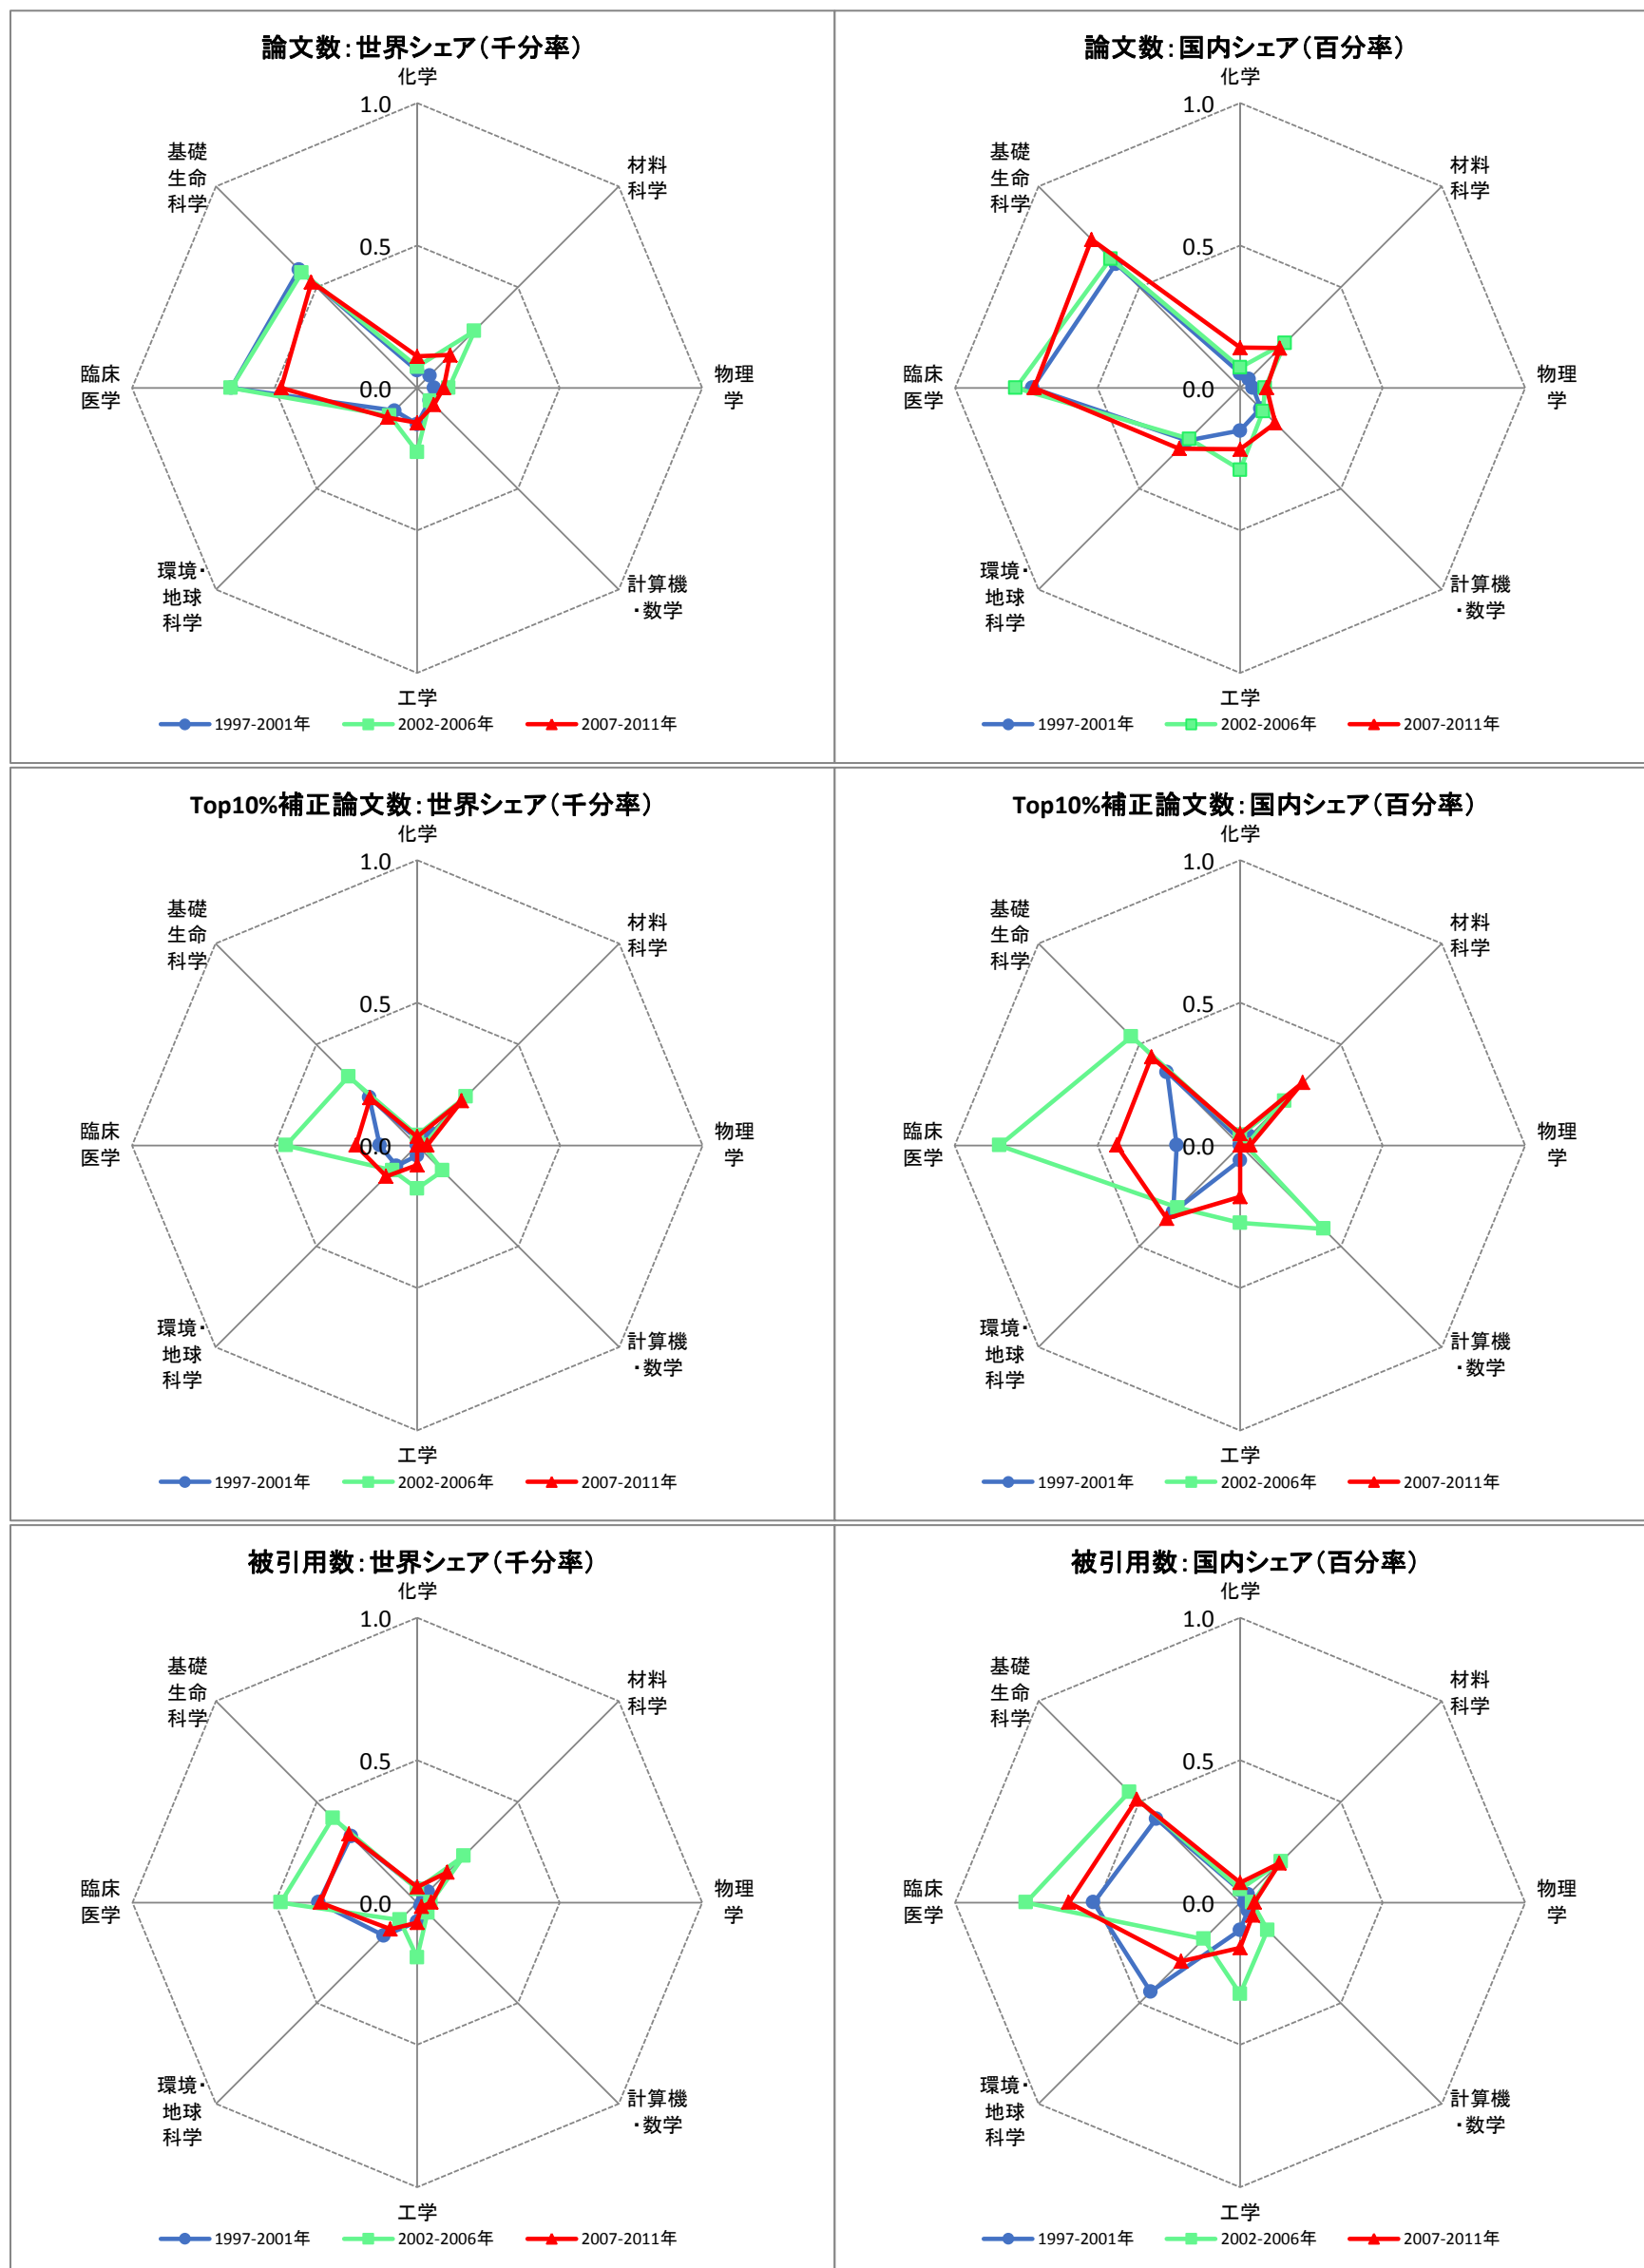 論文数：世界シェア（千分率）
化学
1.0
基礎
生命
科学
材料
科学
0.5
臨床
医学
0.0
物理
学
環境・
地球
科学
計算機
・数学
工学
1997-2001年 2002-2006年 2007-2011年
論文数：国内シェア（百分率）
化学
1.0
基礎
生命
科学
材料
科学
0.5
臨床
医学
0.0
物理
学
環境・
地球
科学
計算機
・数学
工学
1997-2001年 2002-2006年 2007-2011年
Top10%補正論文数：世界シェア（千分率）
化学
1.0
基礎
生命
科学
材料
科学
0.5
臨床
医学
0.0
物理
学
環境・
地球
科学
計算機
・数学
工学
1997-2001年 2002-2006年 2007-2011年
Top10%補正論文数：国内シェア（百分率）
化学
1.0
基礎
生命
科学
材料
科学
0.5
臨床
医学
0.0
物理
学
環境・
地球
科学
計算機
・数学
工学
1997-2001年 2002-2006年 2007-2011年
被引用数：世界シェア（千分率）
化学
1.0
基礎
生命
科学
材料
科学
0.5
臨床
医学
0.0
物理
学
環境・
地球
科学
計算機
・数学
工学
1997-2001年 2002-2006年 2007-2011年
被引用数：国内シェア（百分率）
化学
1.0
基礎
生命
科学
材料
科学
0.5
臨床
医学
0.0
物理
学
環境・
地球
科学
計算機
・数学
工学
1997-2001年 2002-2006年 2007-2011年